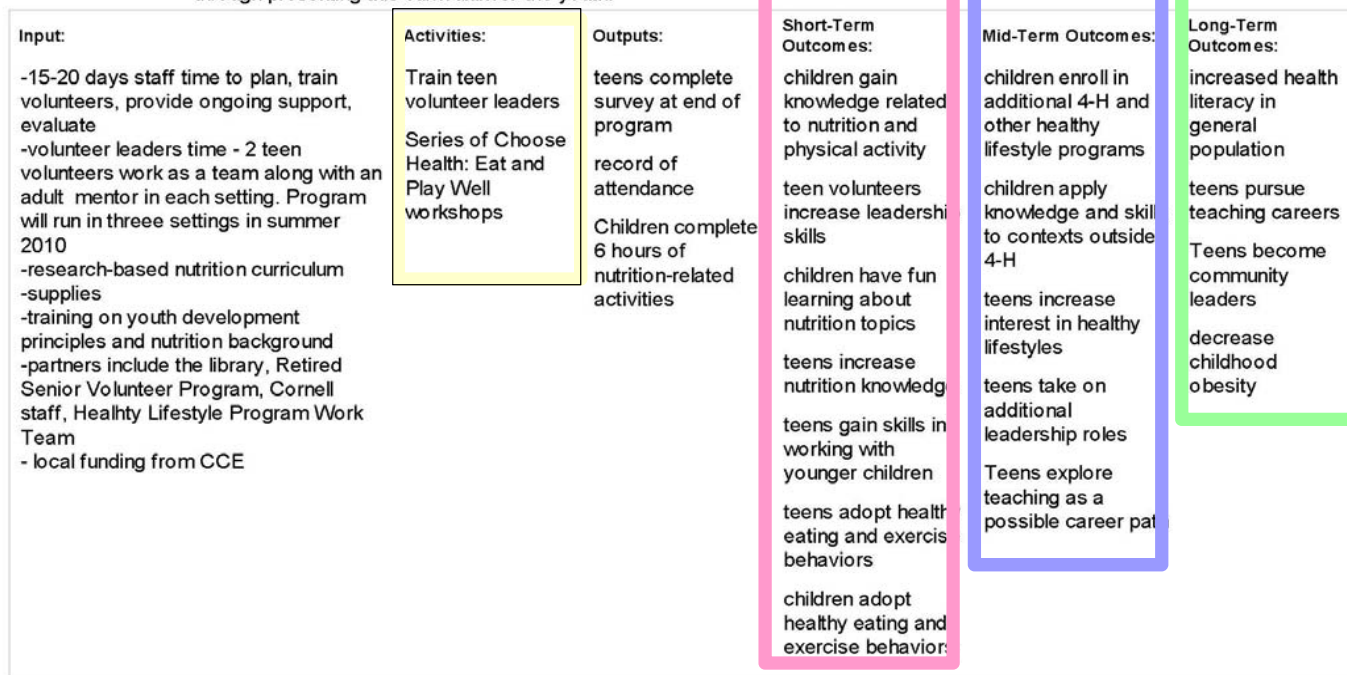 through presenting this
Input:
-15-20 days staff time to plan, train
volunteers, provide ongoing support,
evaluate
-volunteer leaders time - 2 teen
volunteers work as a team along with an
adult mentor in each setting. Program
will run in threee settings in summer
2010
-research-based nutrition curriculum
-supplies
-training on youth development
principles and nutrition background
-partners include the library, Retired
Senior Volunteer Program, Cornell
staff, Healhty Lifestyle Program Work
Team
- local funding from CCE
Activities:
Train teen
volunteer leaders
Series of Choose
Health: Eat and
Play Well
workshops
Outputs:
teens complete
survey at end of
program
record of
attendance
Children complete
6 hours of
nutrition-related
activities
Short-Term
Outcomes:
children gain
knowledge related
to nutrition and
physical activity
teen volunteers
increase leadershi
skills
children have fun
learning about
nutrition topics
teens increase
nutrition knowledg
teens gain skills in
working with
younger children
teens adopt health
eating and exercis
behaviors
children adopt
healthy eating and
exercise behaviors
Mid-Term Outcomes:
children enroll in
additional 4-H and
other healthy
lifestyle programs
children apply
knowledge and skil
to contexts outside
4-H
teens increase
interest in healthy
lifestyles
teens take on
additional
leadership roles
Teens explore
teaching as a
possible career pat
Long-Term
Outcomes:
increased health
literacy in
general
population
teens pursue
teaching careers
Teens become
community
leaders
decrease
childhood
obesity